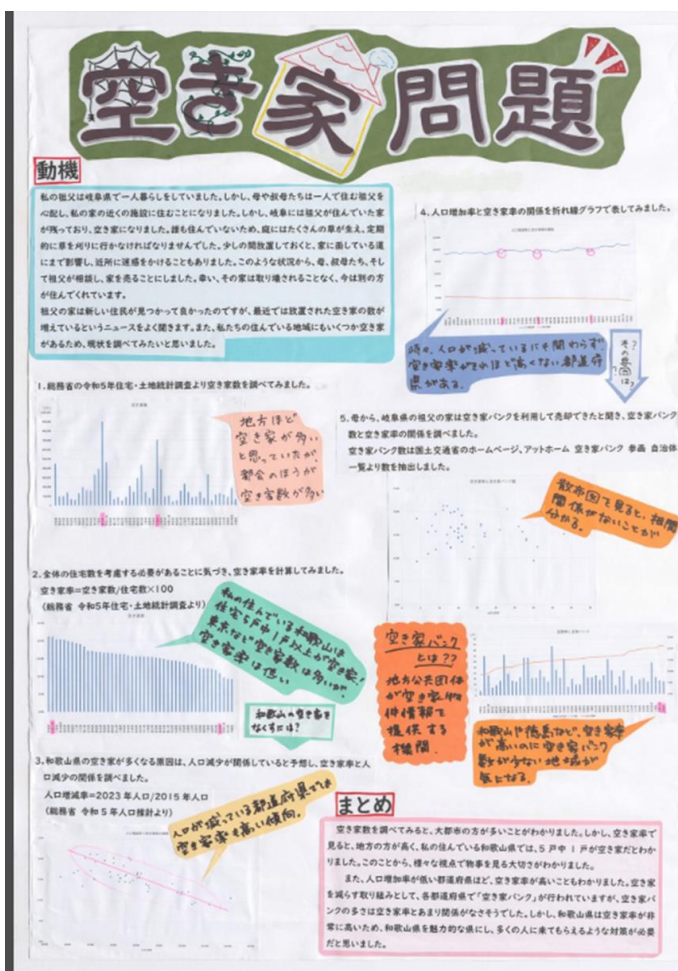 空き家問題
動機
私の祖父は岐阜県で一人暮らしをしていました。しかし、母や叔母たちは一人で住む祖父を
心配し、私の家の近くの施設に住むことになりました。しかし、岐阜には祖父が住んでいた家
が残っており、空き家になりました。誰も住んでいないため、庭にはたくさんの草が生え、定期
的に草を刈りに行かなければなりませんでした。少しの間放置しておくと、家に面している道
にまで影響し、近所に迷惑をかけることもありました。このような状況から、母、叔母たち、そし
て祖父が相談し、家を売ることにしました。幸い、その家は取り壊されることなく、今は別の方
が住んでくれています。
祖父の家は新しい住民が見つかって良かったのですが、最近では放置された空き家の数が
増えているというニュースをよく聞きます。また、私たちの住んでいる地域にもいくつか空き家
があるため、現状を調べてみたいと思いました。
1.総務省の令和5年住宅・土地統計調査より空き家数を調べてみました。
地方ほど
空き家が多い
と思っていたが、
都会のほうが
空き家数が多い
2.全体の住宅数を考慮する必要があることに気づき、空き家率を計算してみました。
空き家率=空き家数/住宅数×100
(総務省 令和5年住宅・土地統計調査より)
私の住んでいる和歌山は
住宅5戸中1戸以上が空き家!
東京など空き家数は多いが、
空き家率は低い
和歌山の空き家を
なくすには?
3.和歌山県の空き家が多くなる原因は、人口減少が関係していると予想し、空き家率と人
口減少の関係を調べました。
人口増減率=2023年人口/2015年人口
(総務省 令和5年人口推計より)
人口が減っている都道府県では
空き家率も高い傾向。
4.人口増加率と空き家率の関係を折れ線グラフで表してみました。
時々、人口が減っているにも関わらず
空き家率がそれほど高くない都道府
県がある。
その要因は?
5.母から、岐阜県の祖父の家は空き家バンクを利用して売却できたと聞き、空き家バンク
数と空き家率の関係を調べました。
空き家バンク数は国土交通省のホームページ、アットホーム 空き家バンク 参画 自治体
一覧より数を抽出しました。
散布図で見ると、相関
関係がないことが
分かる。
空き家バンク
とは??
地方公共団体
が空き家物
件情報を
提供する
機関.
和歌山や徳島など、空き家率
が高いのに空き家バンク
数が少ない地域が
気になる。
まとめ
空き家数を調べてみると、大都市の方が多いことがわかりました。しかし、空き家率で
見ると、地方の方が高く、私の住んでいる和歌山県では、5戸中1戸が空き家だとわか
りました。このことから、様々な視点で物事を見る大切さがわかりました。
また、人口増加率が低い都道府県ほど、空き家率が高いこともわかりました。空き家
を減らす取り組みとして、各都道府県で「空き家バンク」が行われていますが、空き家バ
ンクの多さは空き家率とあまり関係がなさそうでした。しかし、和歌山県は空き家率が非
常に高いため、和歌山県を魅力的な県にし、多くの人に来てもらえるような対策が必要
だと思いました。